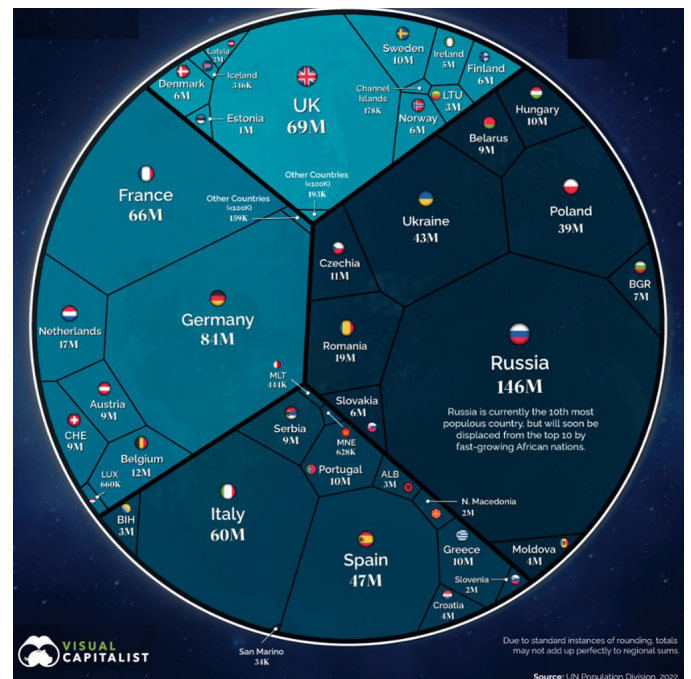 Latvia
2M
Denmark
6M
Iceland
346K
Estonia
1M
UK
69M
Sweden
10M
Ireland
5M
Finland
6M
Channel
Islands
178K
LTU
3M
Norway
6M
Other Countries
(<100K)
193K
Other Countries
(<100K)
159K
France
66M
Germany
84M
Netherlands
17M
Austria
9M
CHE
9M
Belgium
12M
LUX
660K
Hungary
10M
Belarus
9M
Ukraine
43M
Poland
39M
BGR
7M
Czechia
11M
Romania
19M
Slovakia
6M
Russia
146M
Russia is currently the 10th most
populous country, but will soon be
displaced from the top 10 by
fast-growing African nations.
Moldova
4M
MLT
444K
Serbia
9M
MNE
628K
Portugal
10M
ALB
3M
N. Macedonia
2M
BIH
3M
Italy
60M
Spain
47M
Greece
10M
Slovenia
2M
Croatia
4M
San Marino
34K
VISUAL
CAPITALIST
Due to standard instances of rounding, totals
may not add up perfectly to regional sums.
Source: UN Population Division, 2022